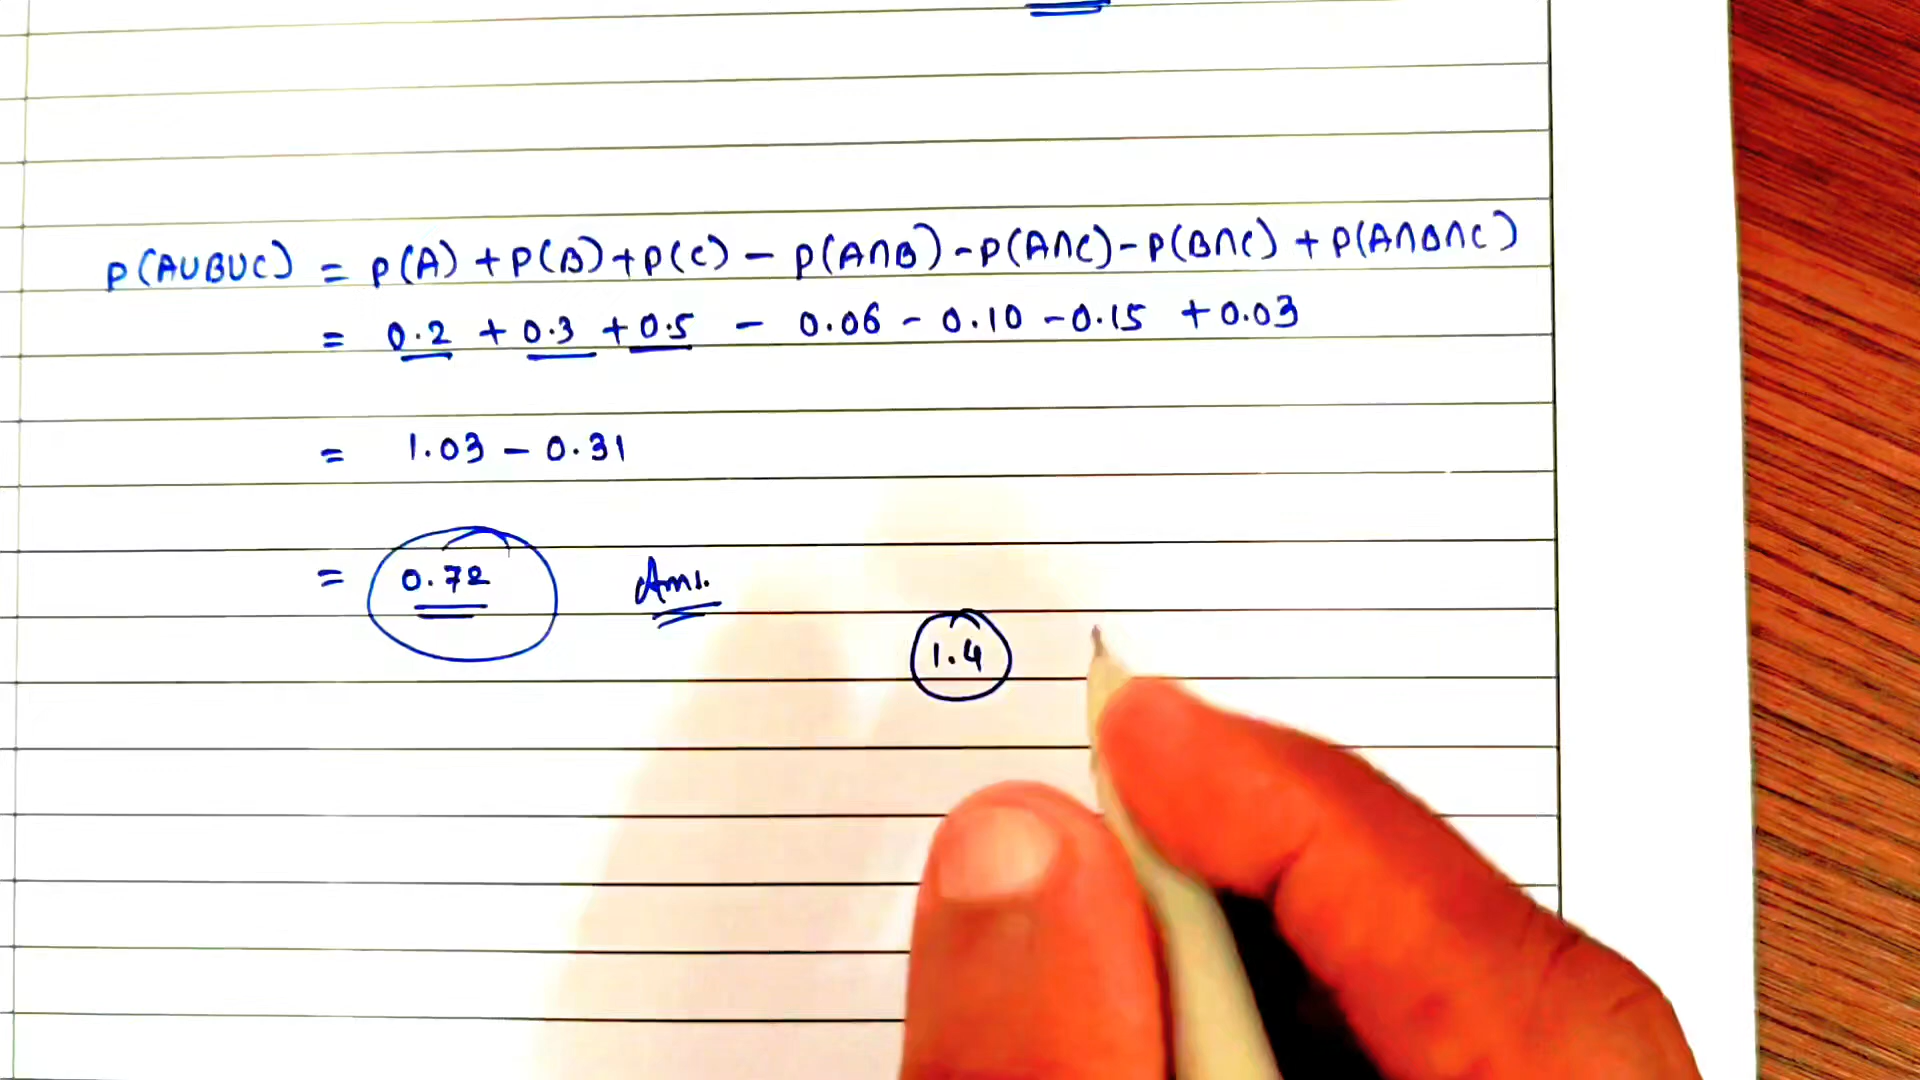 P(AUBUC) = P(A) + P(B) + P(C) - P(A∩B) - P(A∩C) - P(B∩C) + P(A∩B∩C)
= 0.2 + 0.3 + 0.5 - 0.06 - 0.10 - 0.15 + 0.03
= 1.03 - 0.31
= 0.72 Ans.
1.4